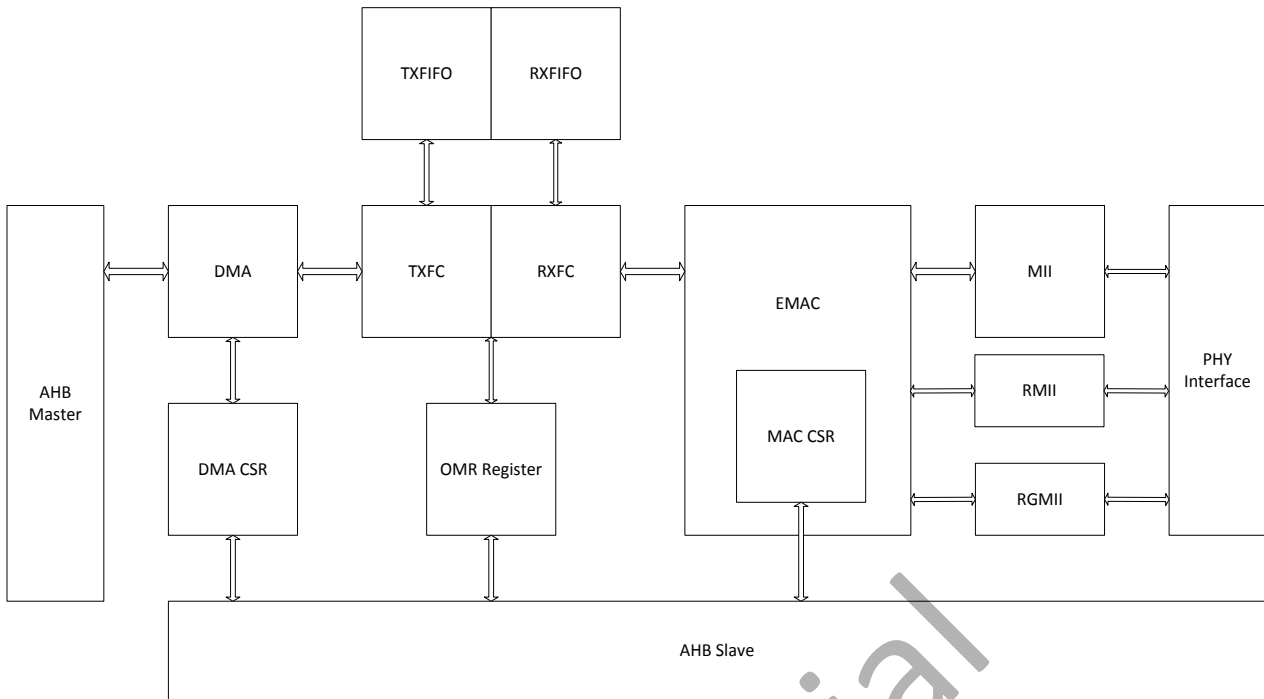 TXFIFO
RXFIFO
AHB
Master
DMA
TXFC
RXFC
EMAC
MII
PHY
Interface
RMII
DMA CSR
OMR Register
MAC CSR
RGMII
AHB Slave
ial